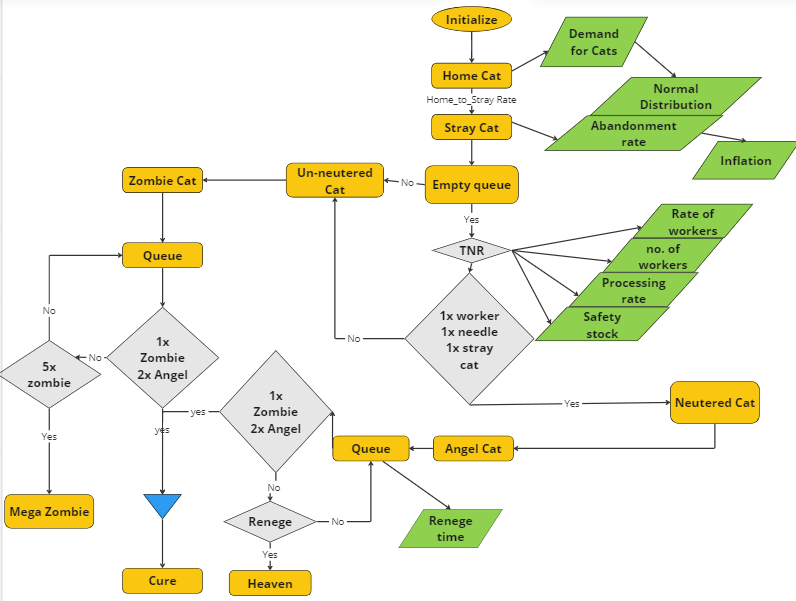 Initialize
Demand
for Cats
Home Cat
Normal
Distribution
Home_to_Stray Rate
Stray Cat
Abandonment
rate
Inflation
Un-neutered
Cat
Zombie Cat
No
Empty queue
Yes
Rate of
workers
TNR
no. of
workers
Queue
Processing
rate
Safety
stock
No
1x worker
1x needle
1x stray
cat
No
1x
Zombie
2x Angel
No
5x
zombie
1x
Zombie
2x Angel
Yes
Neutered Cat
yes
yes
Yes
Queue
Angel Cat
No
Mega Zombie
Renege
No
Renege
time
Yes
Cure
Heaven